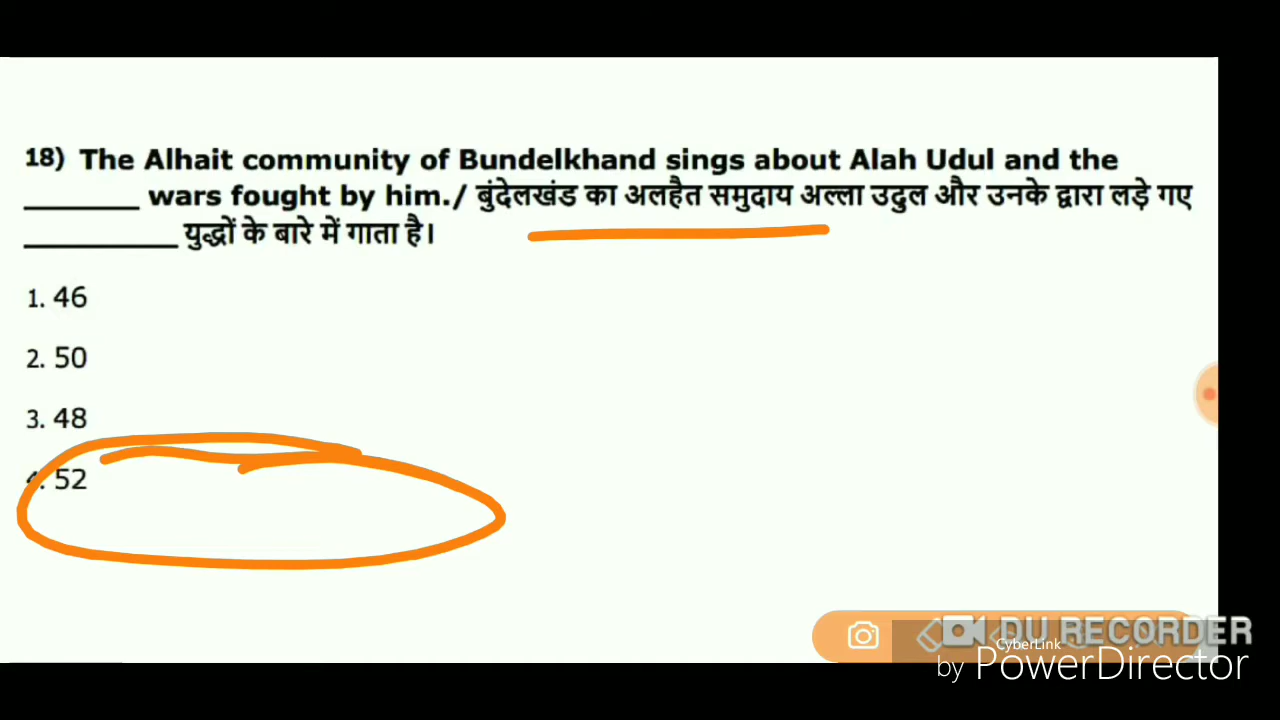 18) The Alhait community of Bundelkhand sings about Alah Udul and the
________ wars fought by him./ बुंदेलखंड का अलहैत समुदाय अल्ला उदुल और उनके द्वारा लड़े गए
__________ युद्धों के बारे में गाता है।
1. 46
2. 50
3. 48
4. 52
DU RECORDER
CyberLink
by PowerDirector